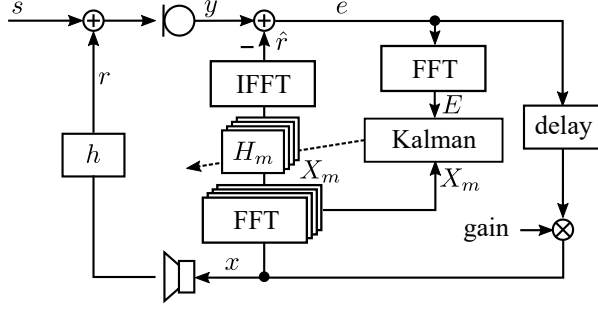 s
y
e
− r̂
r
IFFT
FFT
E
H_m
Kalman
delay
h
X_m
X_m
FFT
gain
x